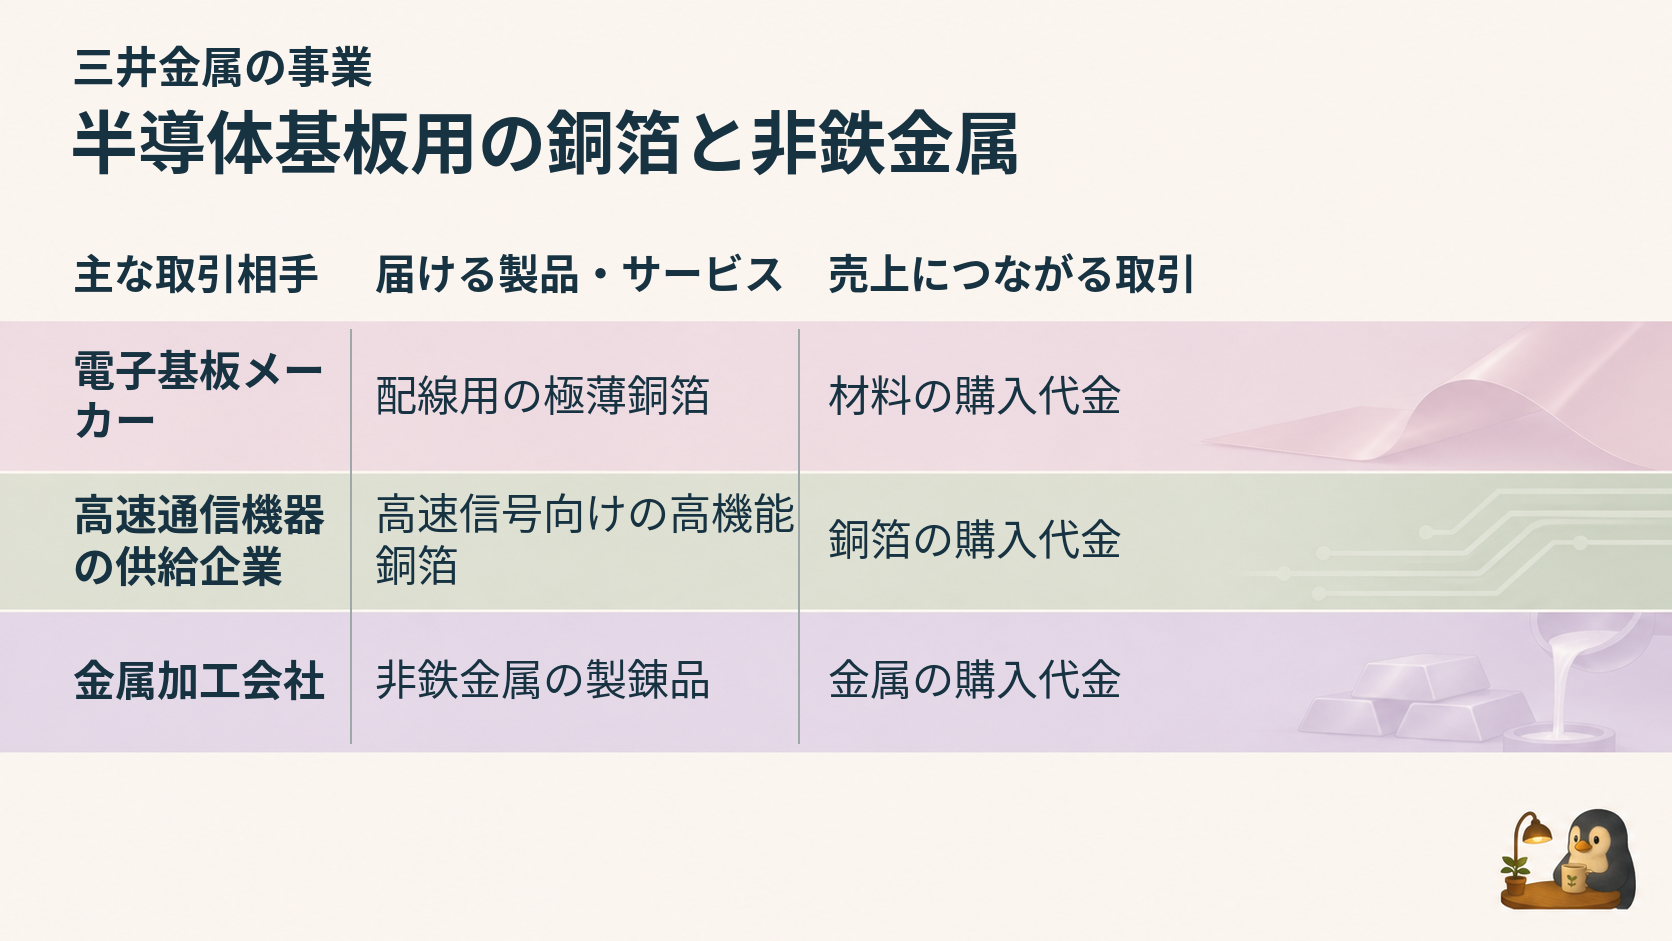 三井金属の事業
半導体基板用の銅箔と非鉄金属
主な取引相手
届ける製品・サービス
売上につながる取引
電子基板メー
カー
配線用の極薄銅箔
材料の購入代金
高速通信機器
の供給企業
高速信号向けの高機能
銅箔
銅箔の購入代金
金属加工会社
非鉄金属の製錬品
金属の購入代金